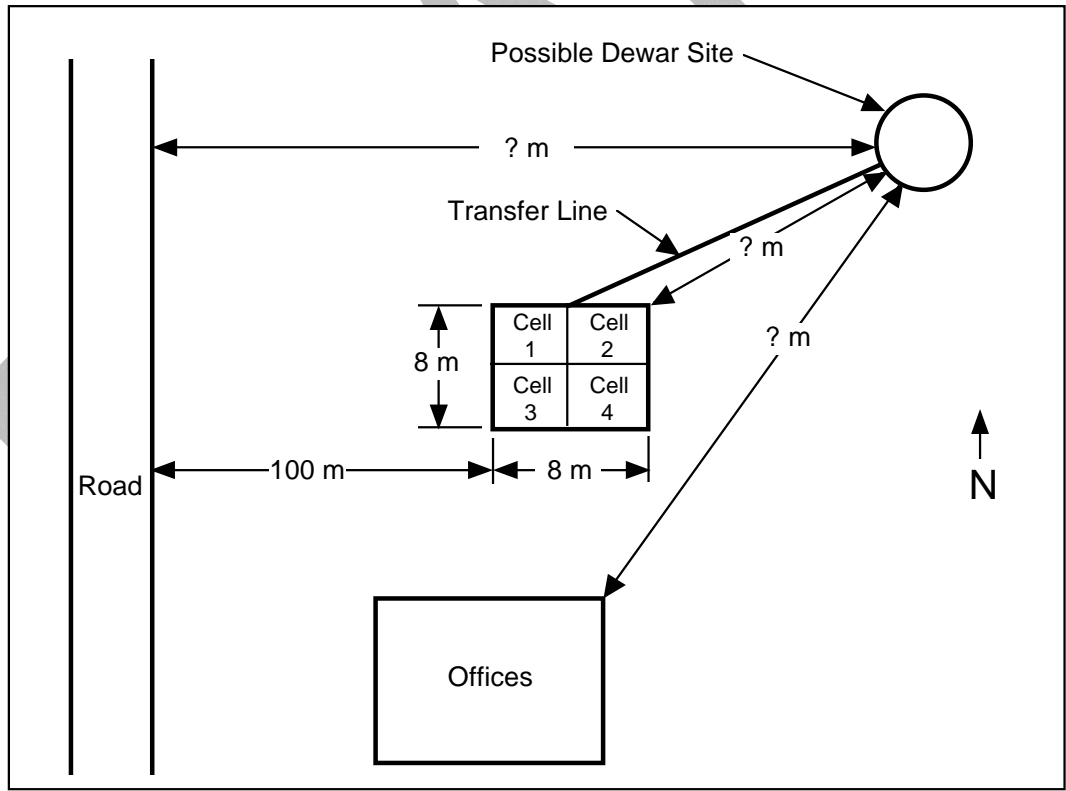 Possible Dewar Site
? m
Transfer Line
? m
Cell
1
Cell
2
8 m
? m
Cell
3
Cell
4
100 m
8 m
Road
N
Offices